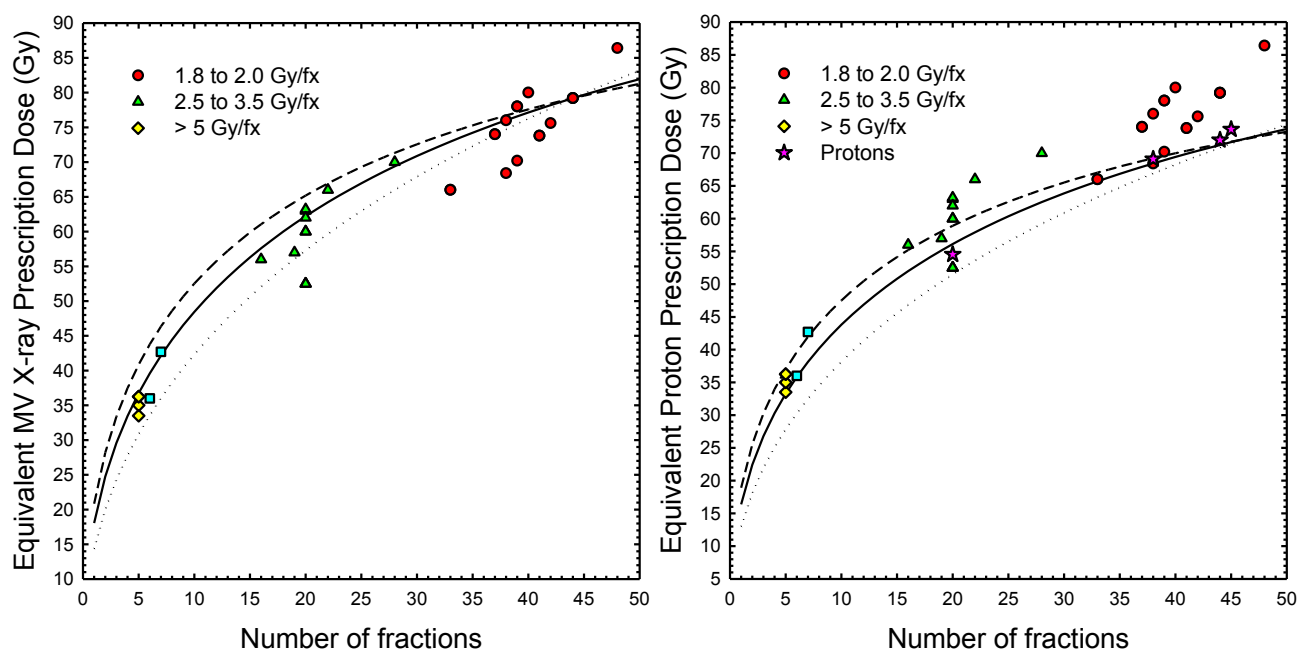 Equivalent MV X-ray Prescription Dose (Gy)
90
85
80
75
70
65
60
55
50
45
40
35
30
25
20
15
10
1.8 to 2.0 Gy/fx
2.5 to 3.5 Gy/fx
> 5 Gy/fx
0 5 10 15 20 25 30 35 40 45 50
Number of fractions
Equivalent Proton Prescription Dose (Gy)
90
85
80
75
70
65
60
55
50
45
40
35
30
25
20
15
10
5
1.8 to 2.0 Gy/fx
2.5 to 3.5 Gy/fx
> 5 Gy/fx
Protons
0 5 10 15 20 25 30 35 40 45 50
Number of fractions